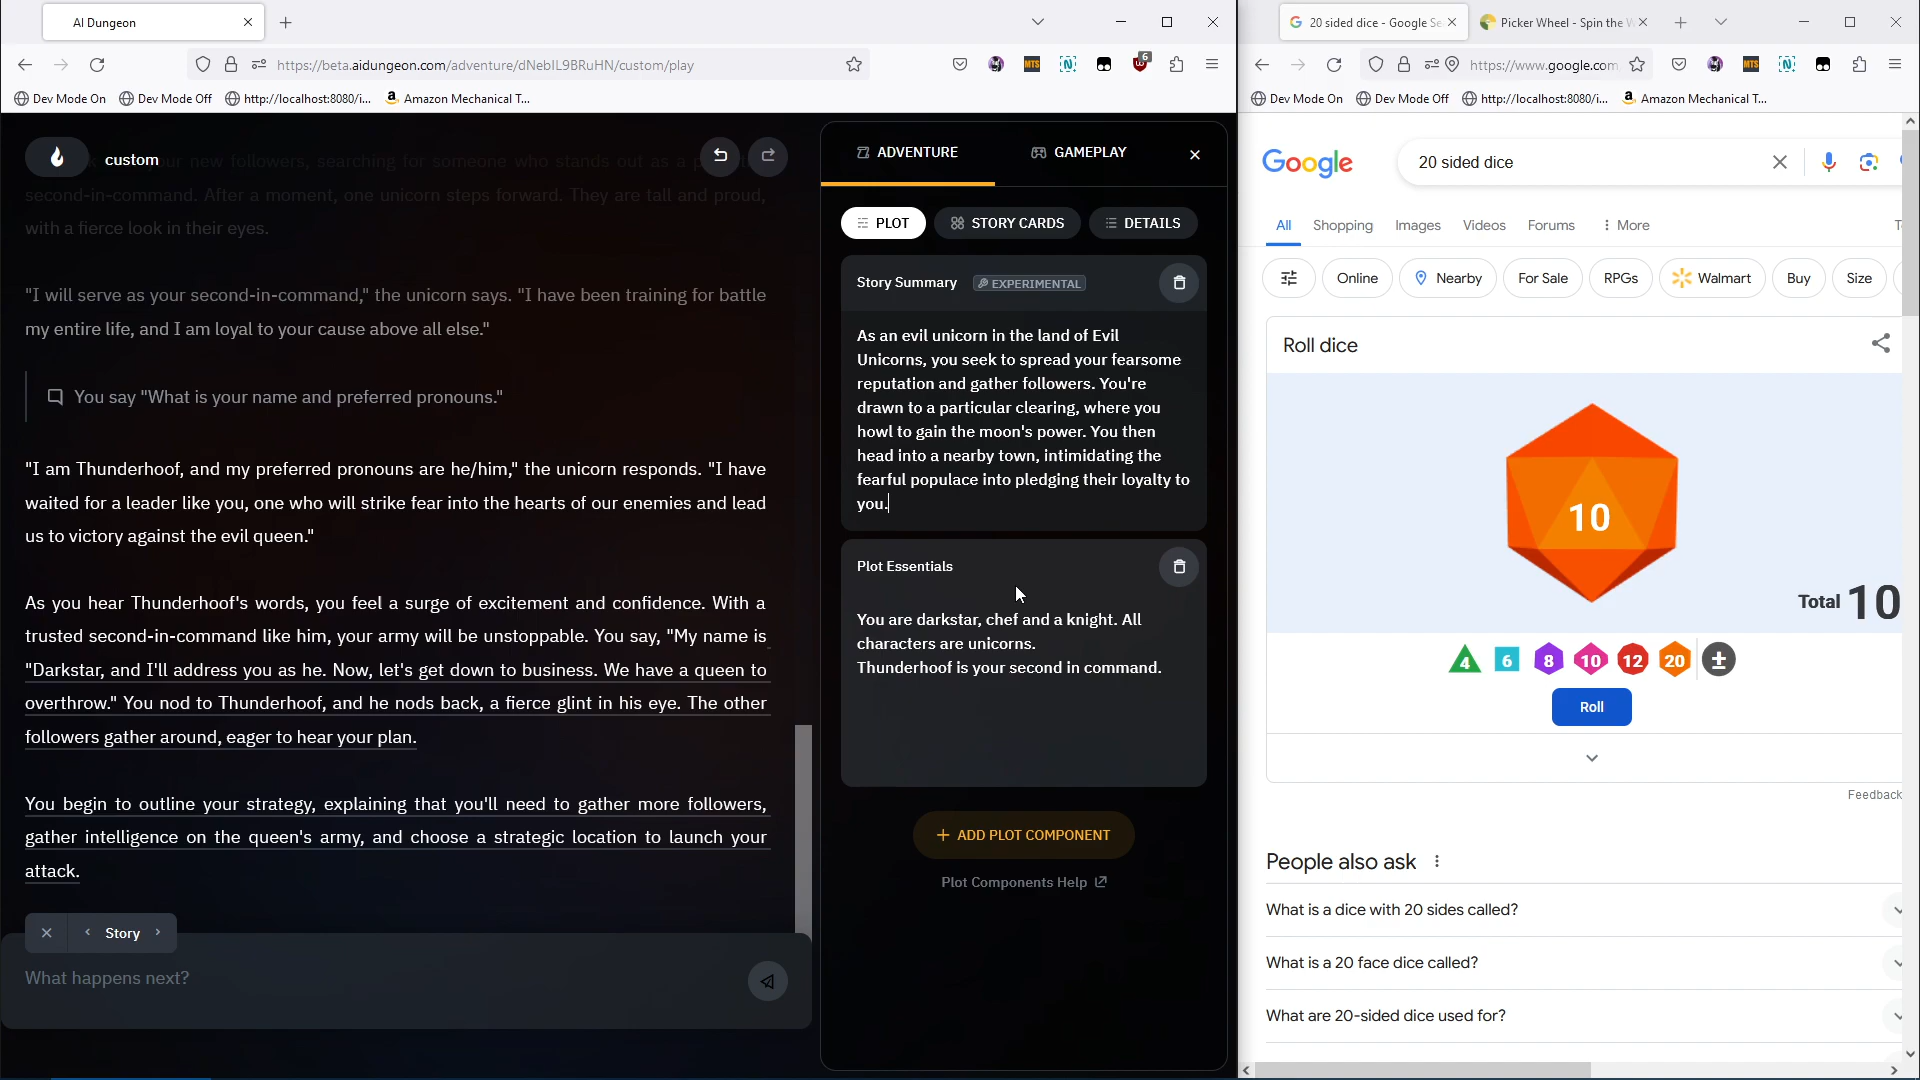 AI Dungeon
https://beta.aidungeon.com/adventure/dNebIL9BRuHN/custom/play
MTS
N
6
Dev Mode On
Dev Mode Off
http://localhost:8080/i...
Amazon Mechanical T...
custom
ur new followers, searching for someone who stands out as a p
second-in-command. After a moment, one unicorn steps forward. They are tall and proud,
with a fierce look in their eyes.
"I will serve as your second-in-command," the unicorn says. "I have been training for battle
my entire life, and I am loyal to your cause above all else."
You say "What is your name and preferred pronouns."
"I am Thunderhoof, and my preferred pronouns are he/him," the unicorn responds. "I have
waited for a leader like you, one who will strike fear into the hearts of our enemies and lead
us to victory against the evil queen."
As you hear Thunderhoof's words, you feel a surge of excitement and confidence. With a
trusted second-in-command like him, your army will be unstoppable. You say, "My name is
"Darkstar, and I'll address you as he. Now, let's get down to business. We have a queen to
overthrow." You nod to Thunderhoof, and he nods back, a fierce glint in his eye. The other
followers gather around, eager to hear your plan.
You begin to outline your strategy, explaining that you'll need to gather more followers,
gather intelligence on the queen's army, and choose a strategic location to launch your
attack.
Story
What happens next?
ADVENTURE
GAMEPLAY
PLOT
STORY CARDS
DETAILS
Story Summary
EXPERIMENTAL
As an evil unicorn in the land of Evil
Unicorns, you seek to spread your fearsome
reputation and gather followers. You're
drawn to a particular clearing, where you
howl to gain the moon's power. You then
head into a nearby town, intimidating the
fearful populace into pledging their loyalty to
you.
Plot Essentials
You are darkstar, chef and a knight. All
characters are unicorns.
Thunderhoof is your second in command.
ADD PLOT COMPONENT
Plot Components Help
20 sided dice - Google Se
Picker Wheel - Spin the W
https://www.google.com
MTS
N
Dev Mode On
Dev Mode Off
http://localhost:8080/i...
Amazon Mechanical T...
Google
20 sided dice
All
Shopping
Images
Videos
Forums
More
T
Online
Nearby
For Sale
RPGs
Walmart
Buy
Size
Roll dice
10
Total 10
4
6
8
10
12
20
Roll
Feedback
People also ask
What is a dice with 20 sides called?
What is a 20 face dice called?
What are 20-sided dice used for?